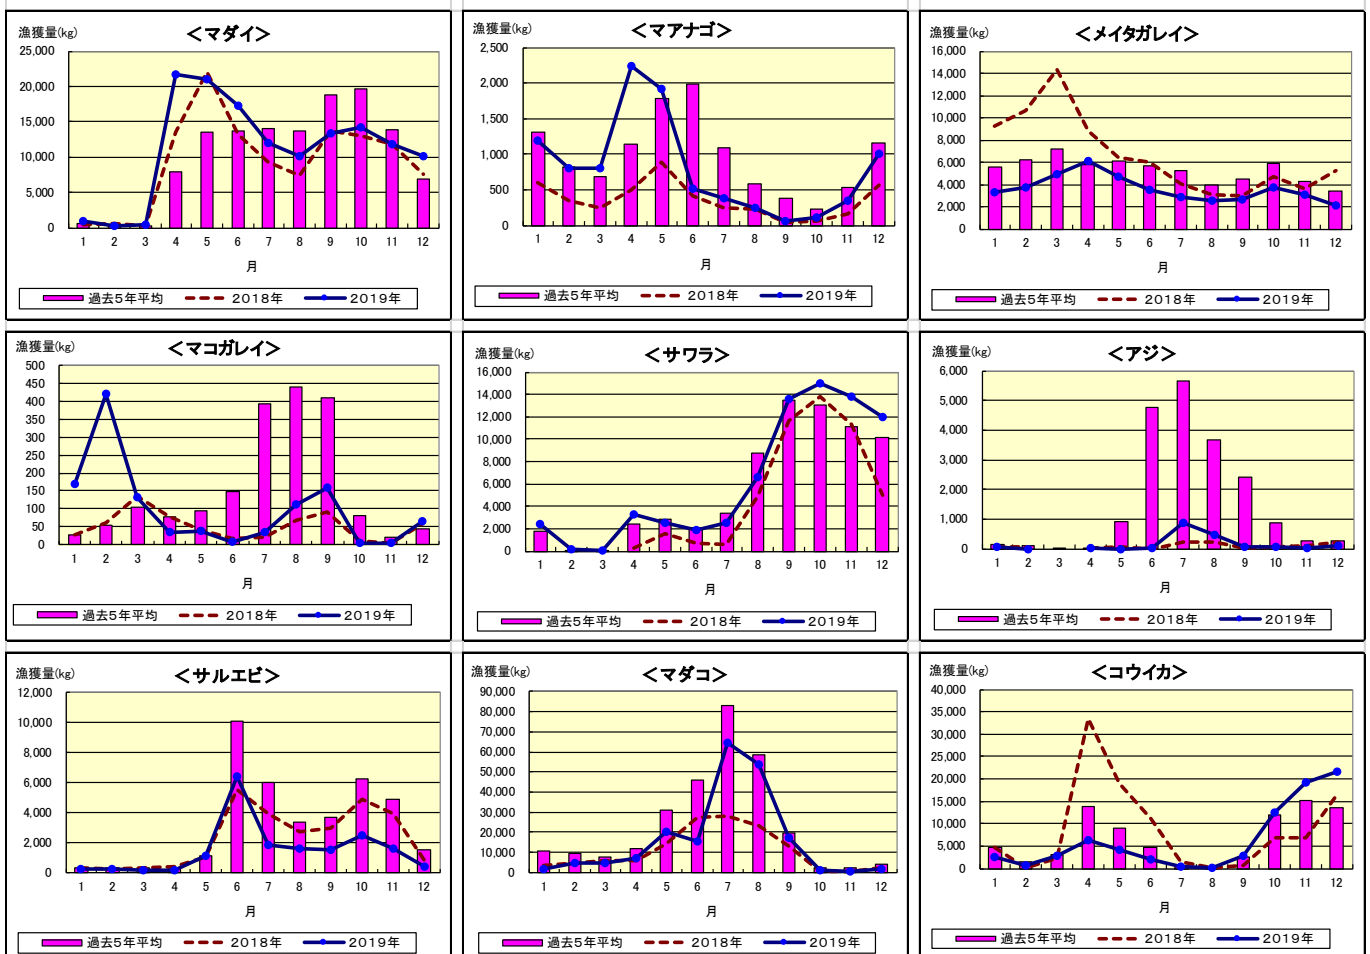 漁獲量(kg)
＜マダイ＞
25,000
20,000
15,000
10,000
5,000
0
1 2 3 4 5 6 7 8 9 10 11 12
月
過去5年平均 2018年 2019年
漁獲量(kg)
＜マアナゴ＞
2,500
2,000
1,500
1,000
500
0
1 2 3 4 5 6 7 8 9 10 11 12
月
過去5年平均 2018年 2019年
漁獲量(kg)
＜メイタガレイ＞
16,000
14,000
12,000
10,000
8,000
6,000
4,000
2,000
0
1 2 3 4 5 6 7 8 9 10 11 12
月
過去5年平均 2018年 2019年
漁獲量(kg)
＜マコガレイ＞
500
450
400
350
300
250
200
150
100
50
0
1 2 3 4 5 6 7 8 9 10 11 12
月
過去5年平均 2018年 2019年
漁獲量(kg)
＜サワラ＞
16,000
14,000
12,000
10,000
8,000
6,000
4,000
2,000
0
1 2 3 4 5 6 7 8 9 10 11 12
月
過去5年平均 2018年 2019年
漁獲量(kg)
＜アジ＞
6,000
5,000
4,000
3,000
2,000
1,000
0
1 2 3 4 5 6 7 8 9 10 11 12
月
過去5年平均 2018年 2019年
漁獲量(kg)
＜サルエビ＞
12,000
10,000
8,000
6,000
4,000
2,000
0
1 2 3 4 5 6 7 8 9 10 11 12
月
過去5年平均 2018年 2019年
漁獲量(kg)
＜マダコ＞
90,000
80,000
70,000
60,000
50,000
40,000
30,000
20,000
10,000
0
1 2 3 4 5 6 7 8 9 10 11 12
月
過去5年平均 2018年 2019年
漁獲量(kg)
＜コウイカ＞
40,000
35,000
30,000
25,000
20,000
15,000
10,000
5,000
0
1 2 3 4 5 6 7 8 9 10 11 12
月
過去5年平均 2018年 2019年